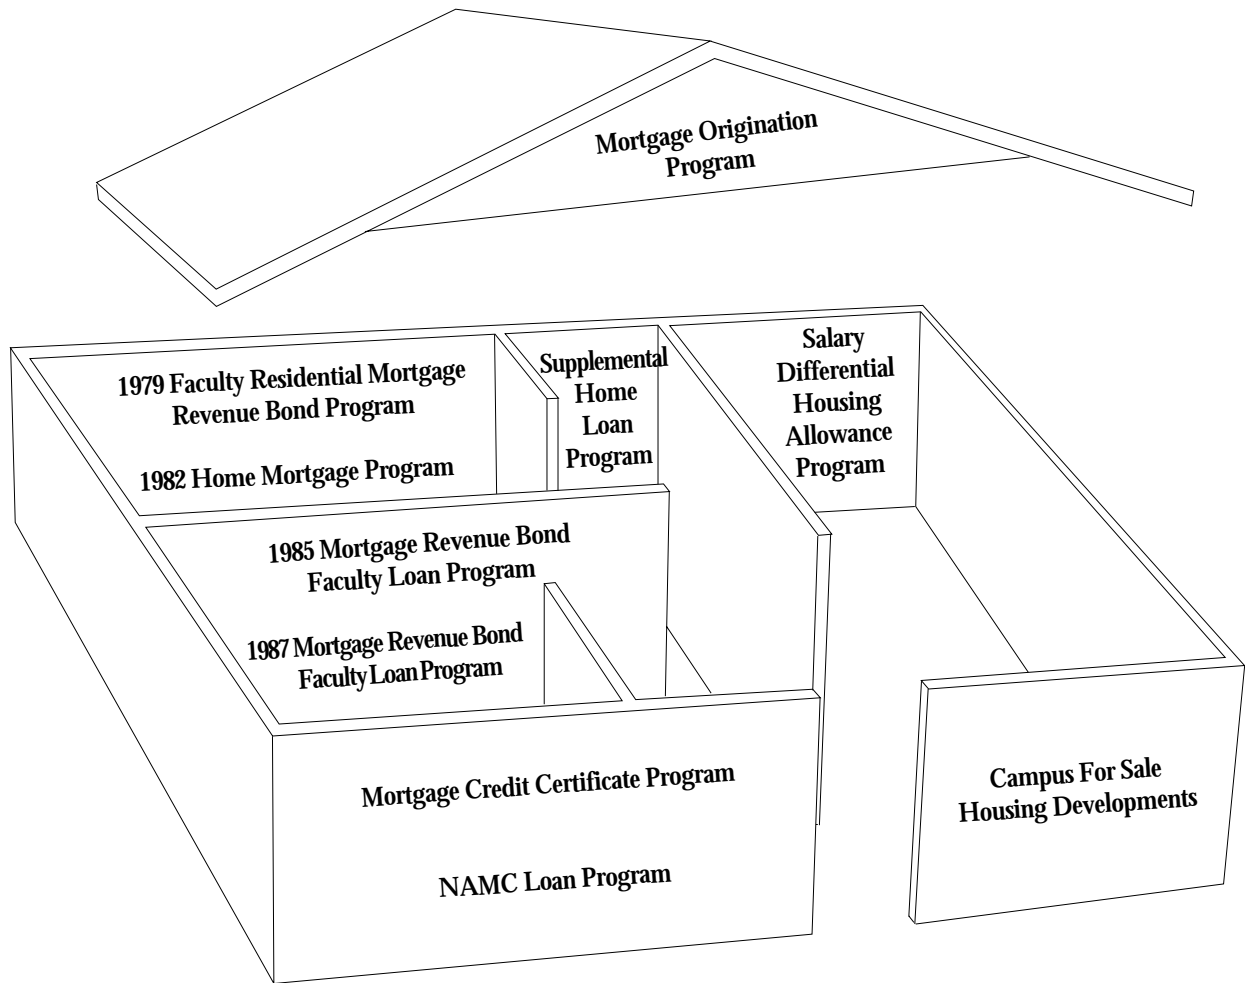 Mortgage Origination
Program
1979 Faculty Residential Mortgage
Revenue Bond Program
1982 Home Mortgage Program
Supplemental
Home
Loan
Program
Salary
Differential
Housing
Allowance
Program
1985 Mortgage Revenue Bond
Faculty Loan Program
1987 Mortgage Revenue Bond
Faculty Loan Program
Mortgage Credit Certificate Program
NAMC Loan Program
Campus For Sale
Housing Developments